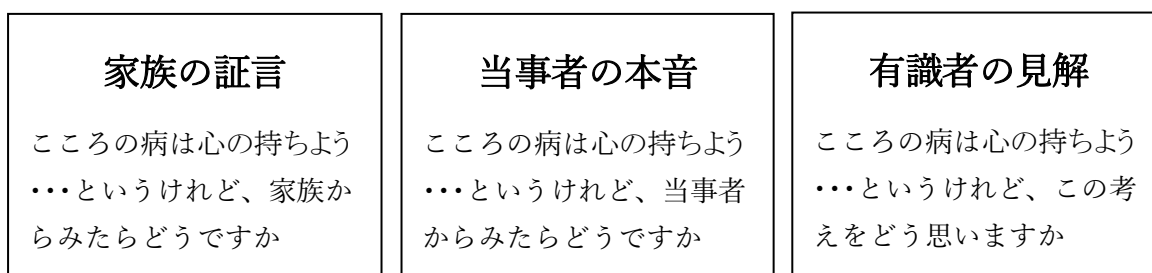 家族の証言
こころの病は心の持ちよう
・・・というけれど、家族か
らみたらどうですか
当事者の本音
こころの病は心の持ちよう
・・・というけれど、当事者
からみたらどうですか
有識者の見解
こころの病は心の持ちよう
・・・というけれど、この考
えをどう思いますか